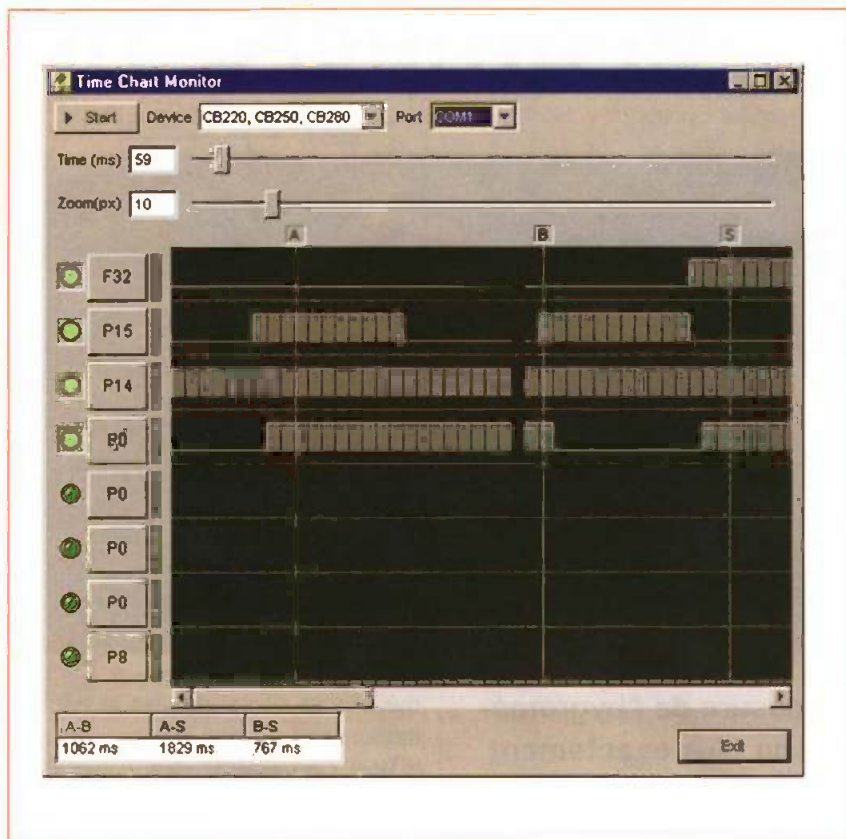 Time Chart Monitor
Start Device CB220, CB250, CB280 Port COM1
Time (ms) 59
Zoom(px) 10
A B S
F32
P15
P14
P0
P0
P0
P8
A-B A-S B-S
1062 ms 1829 ms 767 ms
Exit